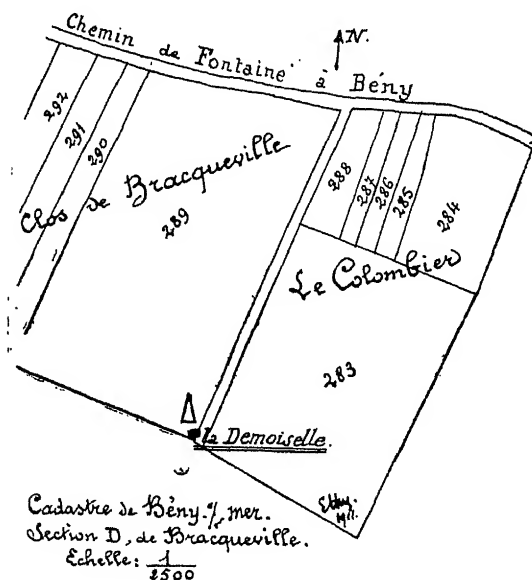 N.
Chemin de Fontaine à Bény
292
291
290
Clos de Bracqueville
289
288
287
286
285
284
Le Colombier
283
la Demoiselle.
1911.
Cadastre de Bény s/ mer.
Section D, de Bracqueville.
Echelle: 1/2500